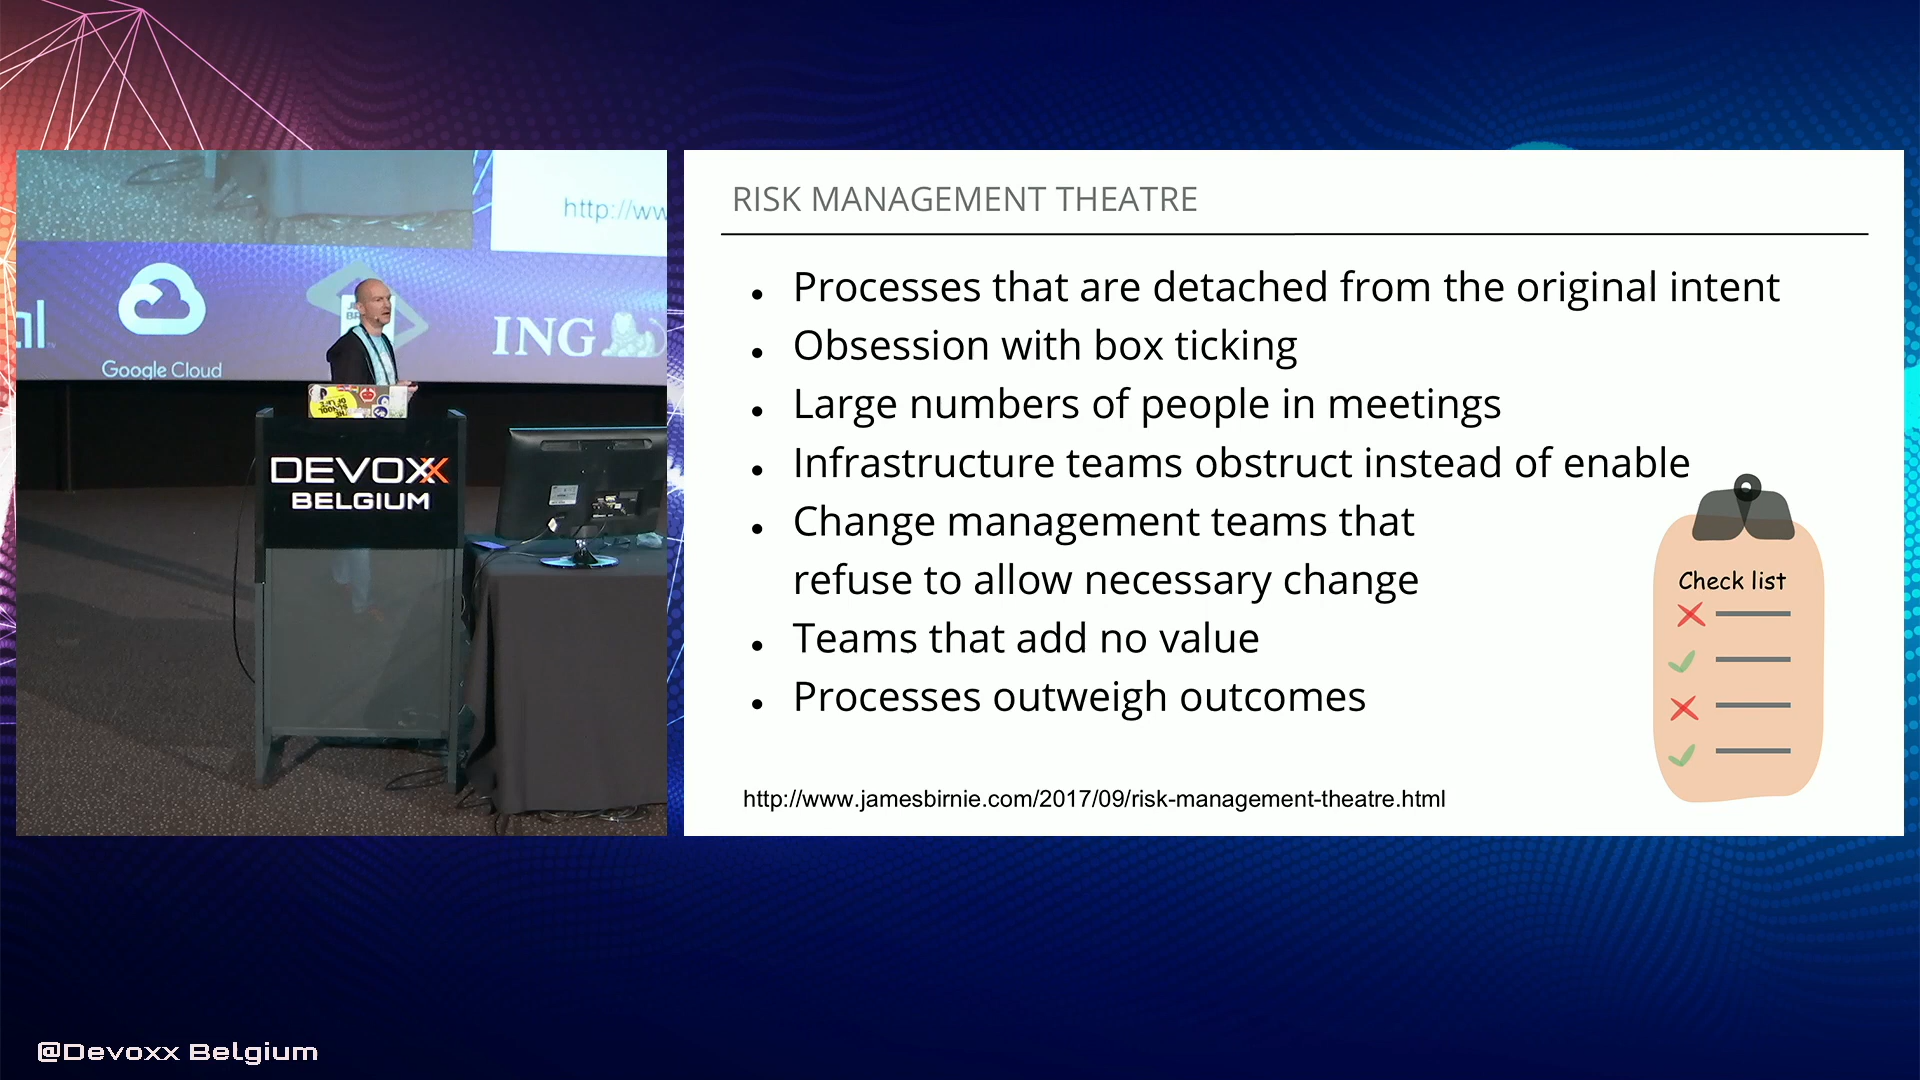 http://ww
Google Cloud
ING
DEVOXX
BELGIUM
RISK MANAGEMENT THEATRE
Processes that are detached from the original intent
Obsession with box ticking
Large numbers of people in meetings
Infrastructure teams obstruct instead of enable
Change management teams that
refuse to allow necessary change
Teams that add no value
Processes outweigh outcomes
Check list
http://www.jamesbirnie.com/2017/09/risk-management-theatre.html
@Devoxx Belgium